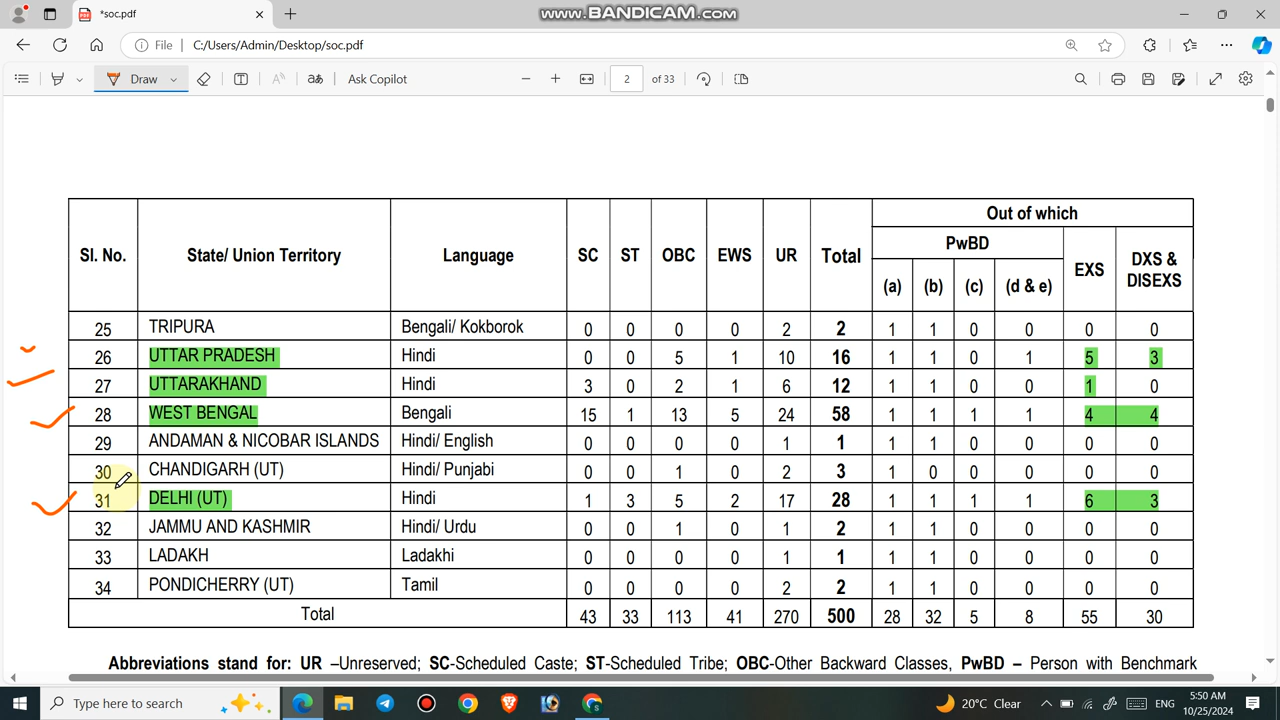 *soc.pdf
WWW.BANDICAM.COM
File C:/Users/Admin/Desktop/soc.pdf
Draw Ask Copilot 2 of 33
Sl. No. State/ Union Territory Language SC ST OBC EWS UR Total Out of which
PwBD EXS DXS & DISEXS
(a) (b) (c) (d & e)
25 TRIPURA Bengali/ Kokborok 0 0 0 0 2 2 1 1 0 0 0 0
26 UTTAR PRADESH Hindi 0 0 5 1 10 16 1 1 0 1 5 3
27 UTTARAKHAND Hindi 3 0 2 1 6 12 1 1 0 0 1 0
28 WEST BENGAL Bengali 15 1 13 5 24 58 1 1 1 1 4 4
29 ANDAMAN & NICOBAR ISLANDS Hindi/ English 0 0 0 0 1 1 1 1 0 0 0 0
30 CHANDIGARH (UT) Hindi/ Punjabi 0 0 1 0 2 3 1 0 0 0 0 0
31 DELHI (UT) Hindi 1 3 5 2 17 28 1 1 1 1 6 3
32 JAMMU AND KASHMIR Hindi/ Urdu 0 0 1 0 1 2 1 1 0 0 0 0
33 LADAKH Ladakhi 0 0 0 0 1 1 1 1 0 0 0 0
34 PONDICHERRY (UT) Tamil 0 0 0 0 2 2 1 1 0 0 0 0
Total 43 33 113 41 270 500 28 32 5 8 55 30
Abbreviations stand for: UR –Unreserved; SC-Scheduled Caste; ST-Scheduled Tribe; OBC-Other Backward Classes, PwBD – Person with Benchmark
Type here to search 20°C Clear ENG 5:50 AM
10/25/2024